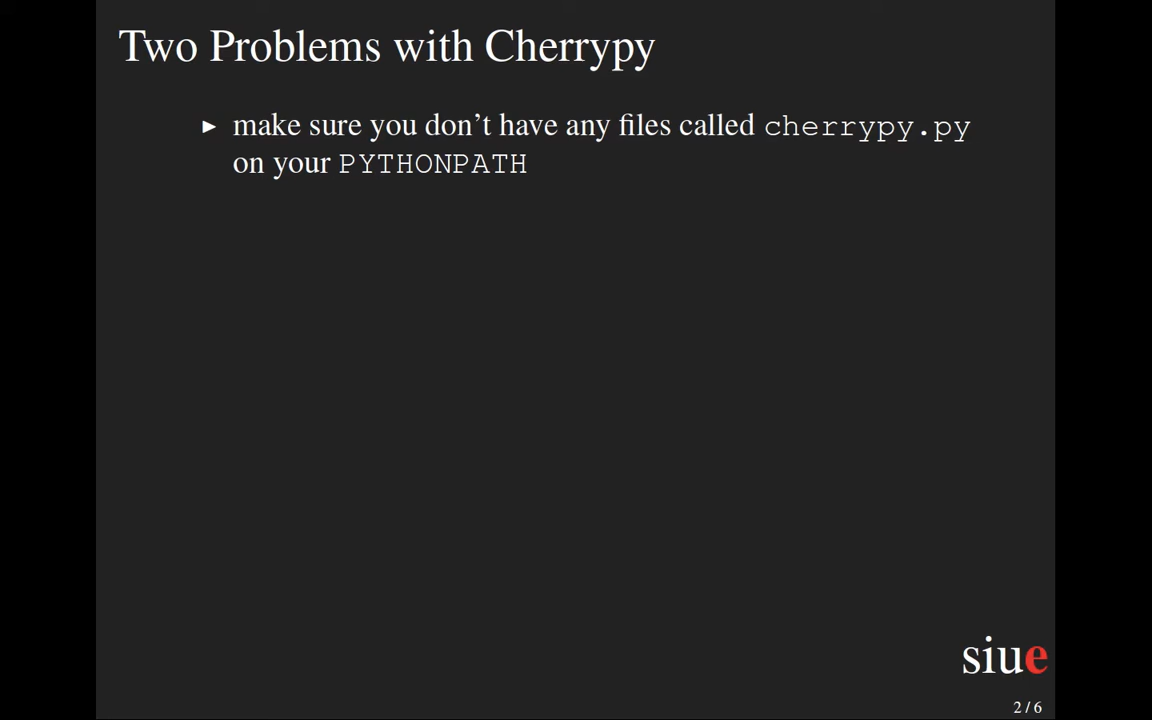 Two Problems with Cherrypy
► make sure you don't have any files called cherrypy.py
on your PYTHONPATH
siue
2 / 6